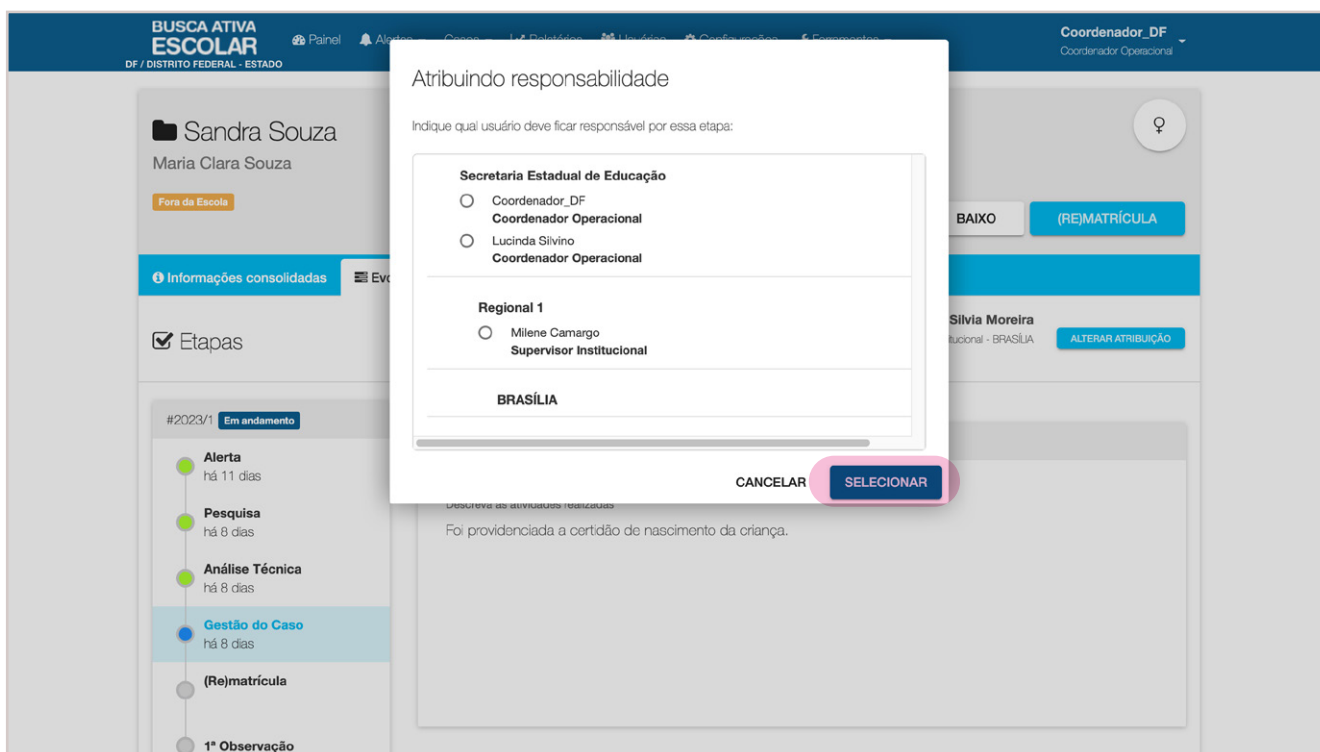 BUSCA ATIVA
ESCOLAR
DF / DISTRITO FEDERAL - ESTADO
Painel
Coordenador_DF
Coordenador Operacional
Sandra Souza
Maria Clara Souza
Fora da Escola
BAIXO
(RE)MATRÍCULA
Informações consolidadas
Etapas
Silvia Moreira
- BRASÍLIA
ALTERAR ATRIBUIÇÃO
Atribuindo responsabilidade
Indique qual usuário deve ficar responsável por essa etapa:
Secretaria Estadual de Educação
Coordenador_DF
Coordenador Operacional
Lucinda Silvino
Coordenador Operacional
Regional 1
Milene Camargo
Supervisor Institucional
BRASÍLIA
CANCELAR
SELECIONAR
#2023/1 Em andamento
Alerta
há 11 dias
Pesquisa
há 8 dias
Análise Técnica
há 8 dias
Gestão do Caso
há 8 dias
(Re)matrícula
1ª Observação
Descreva as atividades realizadas
Foi providenciada a certidão de nascimento da criança.